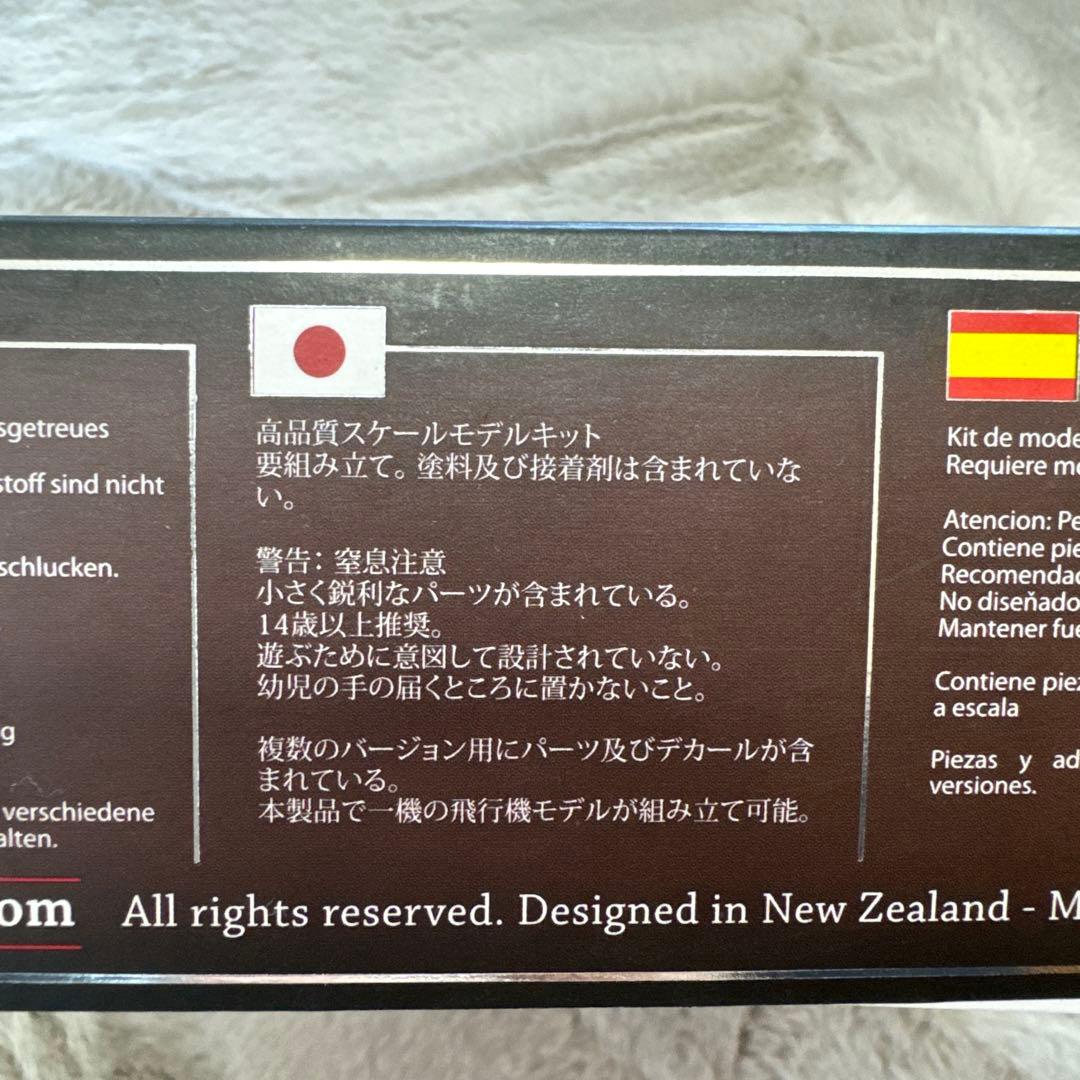 sgetreues
stoff sind nicht
schlucken.
g
verschiedene
alten.
高品質スケールモデルキット
要組み立て。塗料及び接着剤は含まれていな
い。
警告：窒息注意
小さく鋭利なパーツが含まれている。
14歳以上推奨。
遊ぶために意図して設計されていない。
幼児の手の届くところに置かないこと。
複数のバージョン用にパーツ及びデカールが含
まれている。
本製品で一機の飛行機モデルが組み立て可能。
Kit de mode
Requiere mo
Atencion: Pe
Contiene pie
Recomendac
No diseñado
Mantener fue
Contiene piez
a escala
Piezas y ad
versiones.
om
All rights reserved. Designed in New Zealand - M